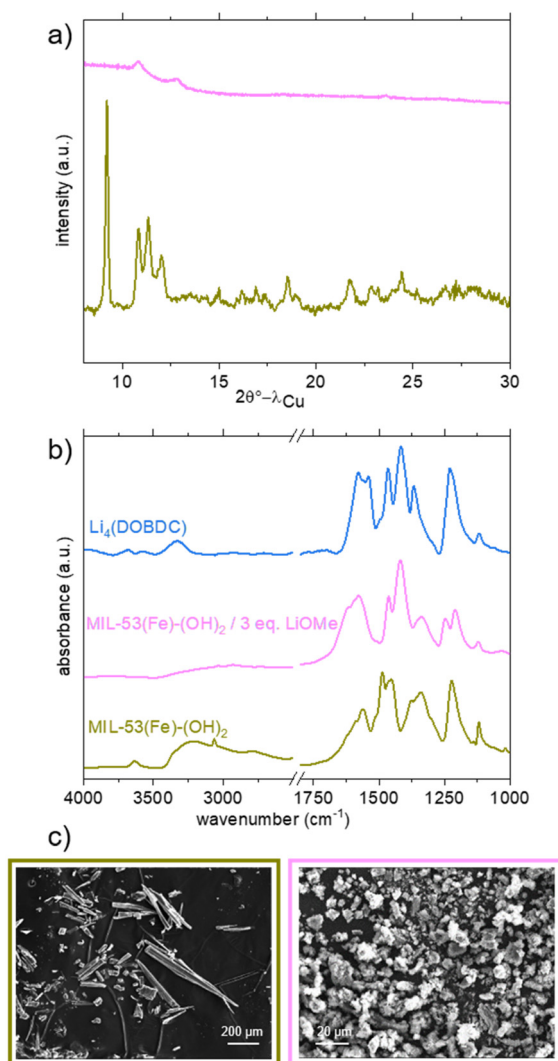 a)
intensity (a.u.)
10 15 20 25 30
2θ°–λCu
b)
absorbance (a.u.)
Li4(DOBDC)
MIL-53(Fe)-(OH)2 / 3 eq. LiOMe
MIL-53(Fe)-(OH)2
4000 3500 3000 1750 1500 1250 1000
wavenumber (cm-1)
c)
200 µm
20 µm